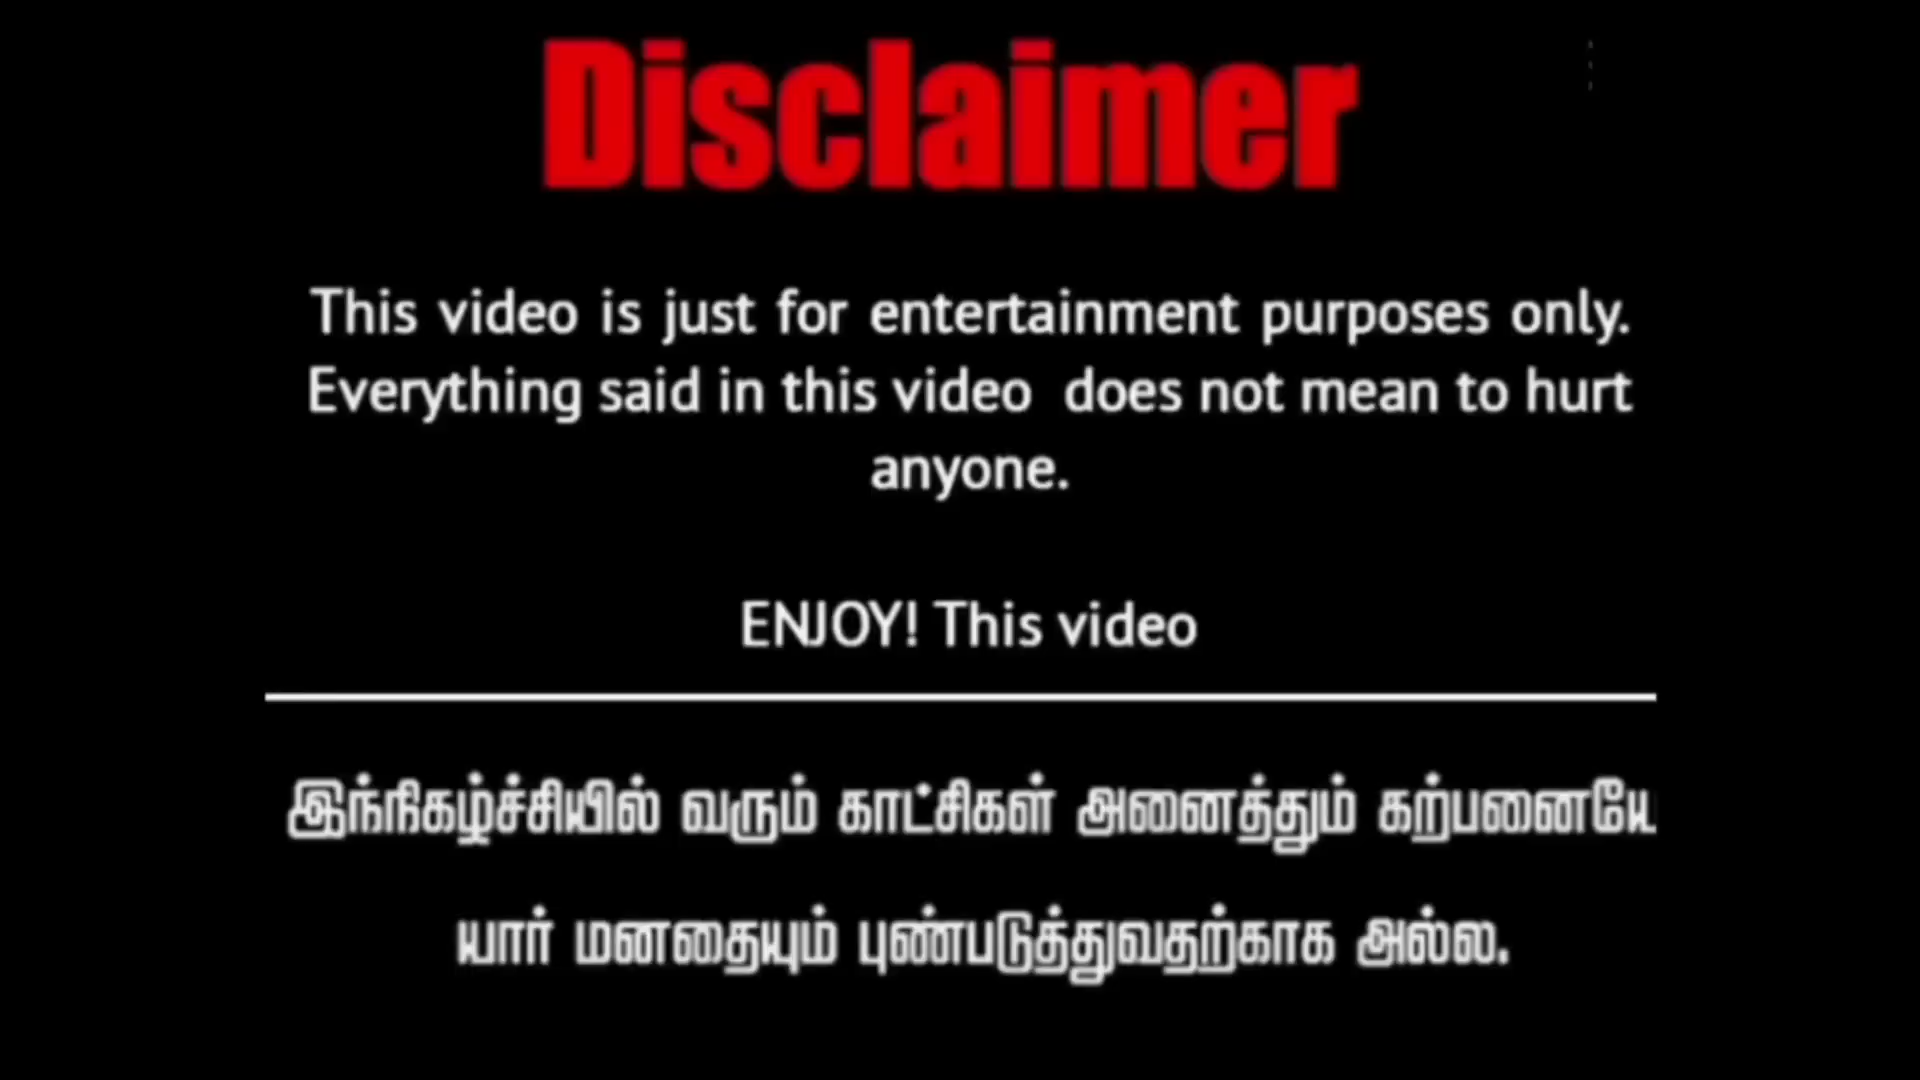 Disclaimer
This video is just for entertainment purposes only.
Everything said in this video does not mean to hurt
anyone.
ENJOY! This video
இந்நிகழ்ச்சியில் வரும் காட்சிகள் அனைத்தும் கற்பனையே
யார் மனதையும் புண்படுத்துவதற்காக அல்ல.